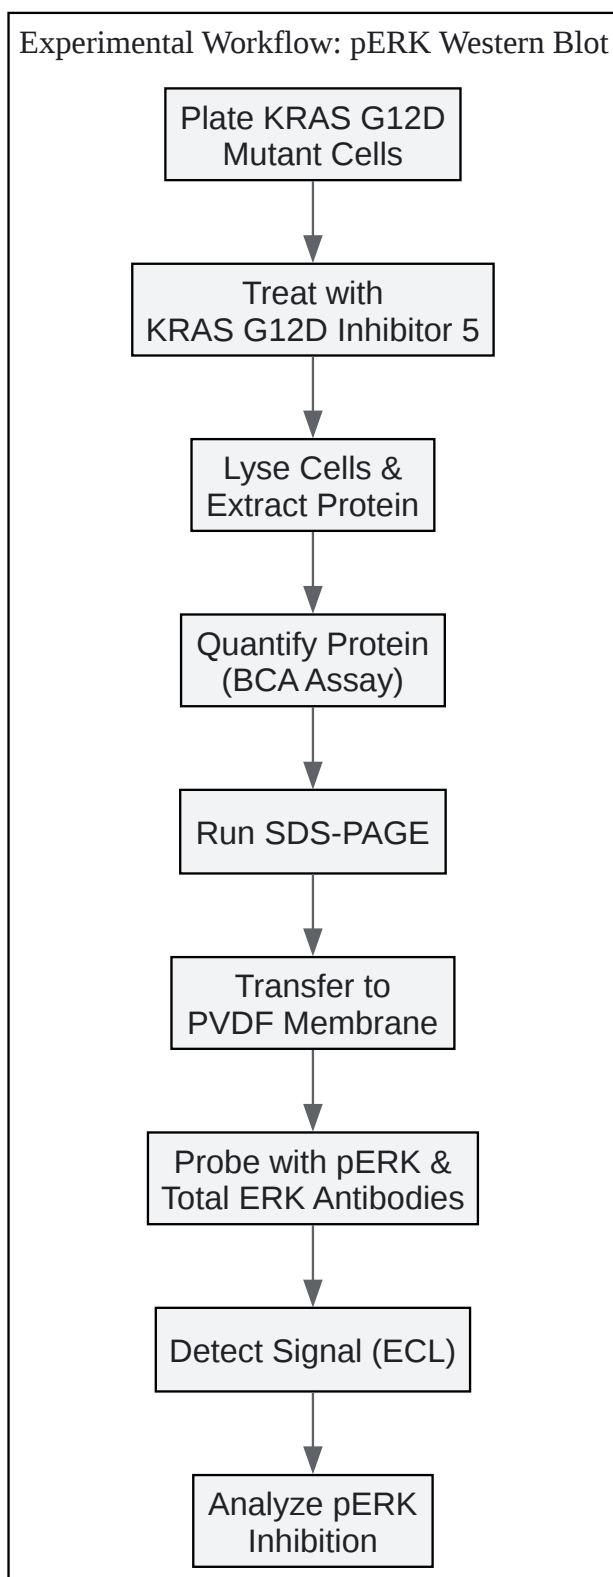 Experimental Workflow: pERK Western Blot
Plate KRAS G12D
Mutant Cells
Treat with
KRAS G12D Inhibitor 5
Lyse Cells &
Extract Protein
Quantify Protein
(BCA Assay)
Run SDS-PAGE
Transfer to
PVDF Membrane
Probe with pERK &
Total ERK Antibodies
Detect Signal (ECL)
Analyze pERK
Inhibition